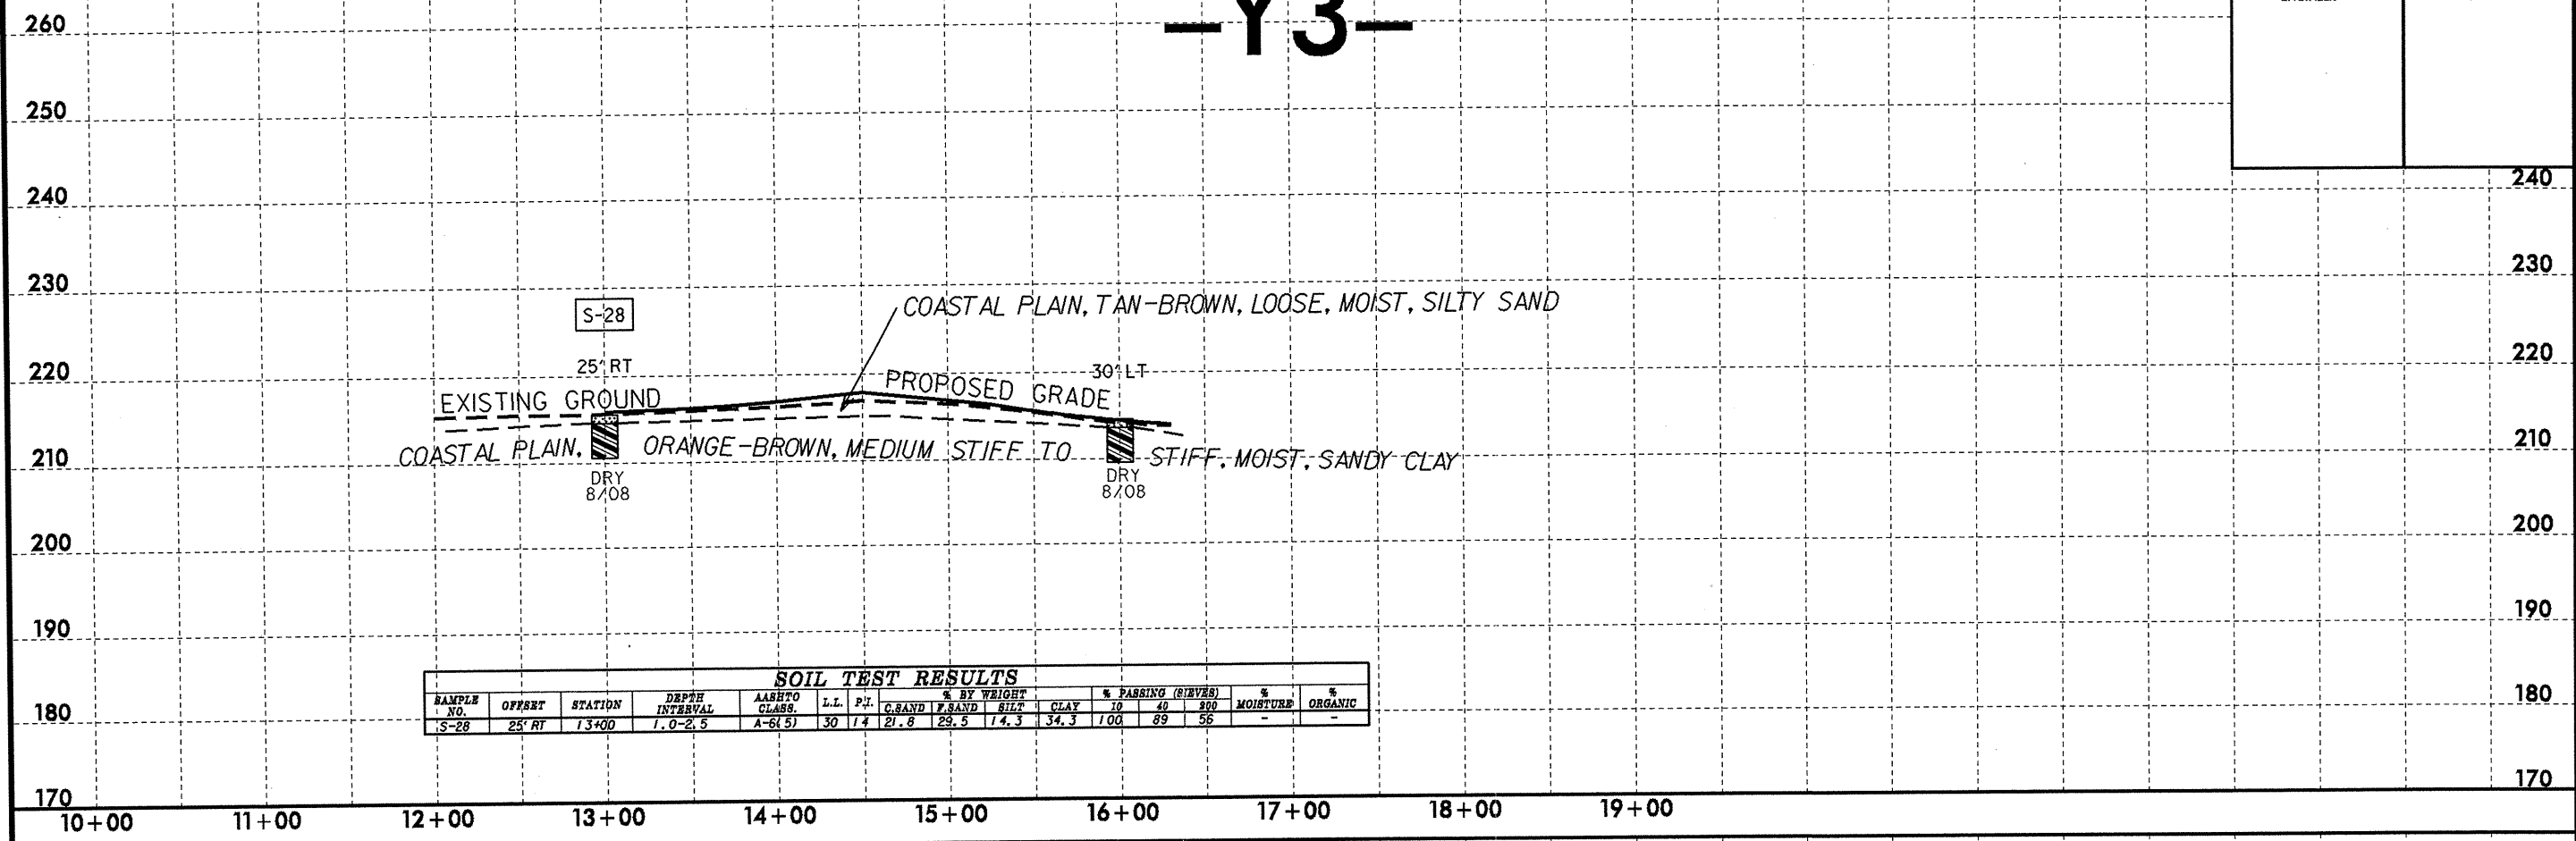 -Y3-
260
250
240 240
230 230
S-28
COASTAL PLAIN, TAN-BROWN, LOOSE, MOIST, SILTY SAND
25' RT
30' LT
220 220
EXISTING GROUND
PROPOSED GRADE
COASTAL PLAIN, ORANGE-BROWN, MEDIUM STIFF TO STIFF, MOIST, SANDY CLAY
210 210
DRY DRY
8/08 8/08
200 200
190 190
SOIL TEST RESULTS
SAMPLE NO. OFFSET STATION DEPTH INTERVAL AASHTO CLASS. L.L. P.I. % BY WEIGHT % PASSING (SIEVES) % MOISTURE % ORGANIC
C.SAND F.SAND SILT CLAY 10 40 200
S-28 25' RT 13+00 1.0-2.5 A-6(5) 30 14 21.8 29.5 14.3 34.3 100 89 56 - -
180 180
170 170
10+00 11+00 12+00 13+00 14+00 15+00 16+00 17+00 18+00 19+00